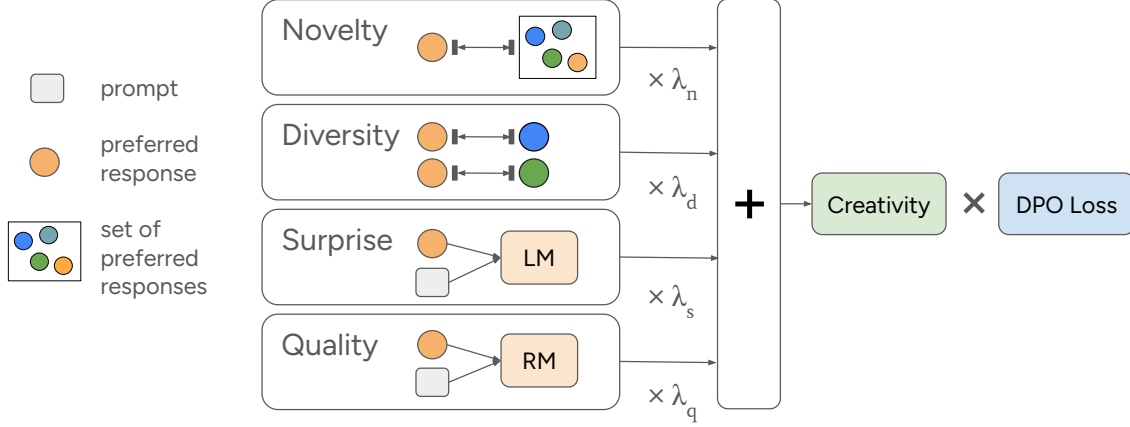 prompt
preferred
response
set of
preferred
responses
Novelty
× λn
Diversity
× λd
Surprise
LM
× λs
Quality
RM
× λq
+
Creativity
×
DPO Loss